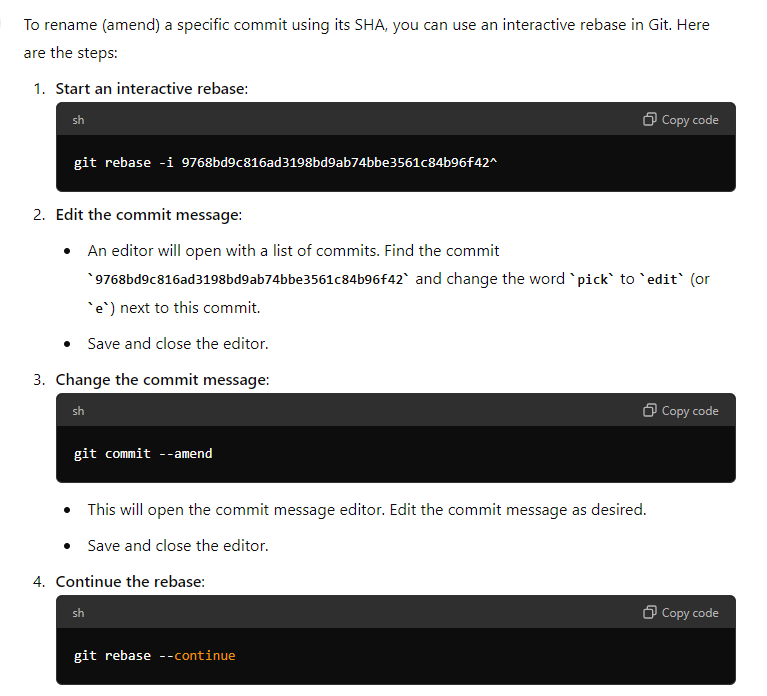 To rename (amend) a specific commit using its SHA, you can use an interactive rebase in Git. Here
are the steps:
1. Start an interactive rebase:
sh
Copy code
git rebase -i 9768bd9c816ad3198bd9ab74bbe3561c84b96f42^
2. Edit the commit message:
• An editor will open with a list of commits. Find the commit
`9768bd9c816ad3198bd9ab74bbe3561c84b96f42` and change the word `pick` to `edit` (or
`e`) next to this commit.
• Save and close the editor.
3. Change the commit message:
sh
Copy code
git commit --amend
• This will open the commit message editor. Edit the commit message as desired.
• Save and close the editor.
4. Continue the rebase:
sh
Copy code
git rebase --continue